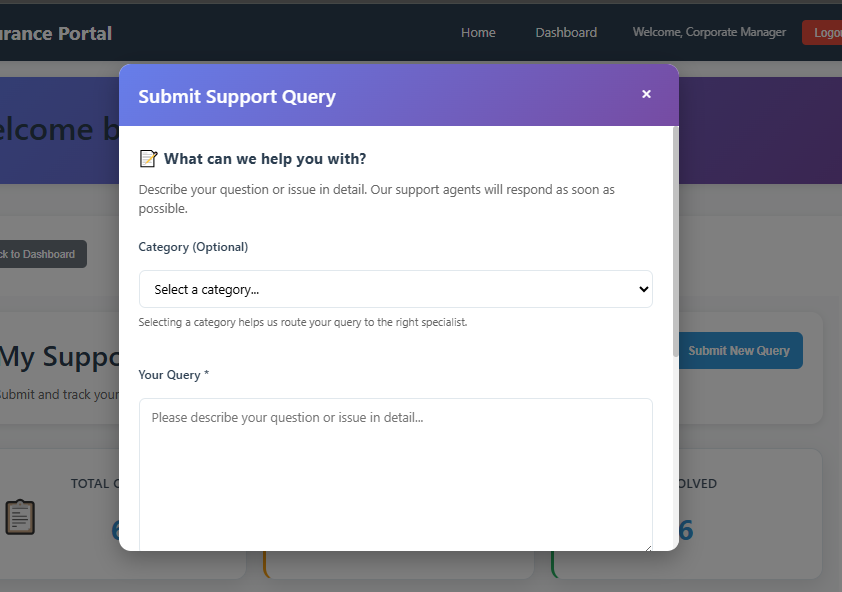 urance Portal
Home
Dashboard
Welcome, Corporate Manager
Logou
elcome b
Submit Support Query
×
What can we help you with?
Describe your question or issue in detail. Our support agents will respond as soon as
possible.
Category (Optional)
ck to Dashboard
Select a category...
Selecting a category helps us route your query to the right specialist.
My Suppo
Submit New Query
Your Query *
Submit and track your
Please describe your question or issue in detail...
TOTAL
OLVED
6
6